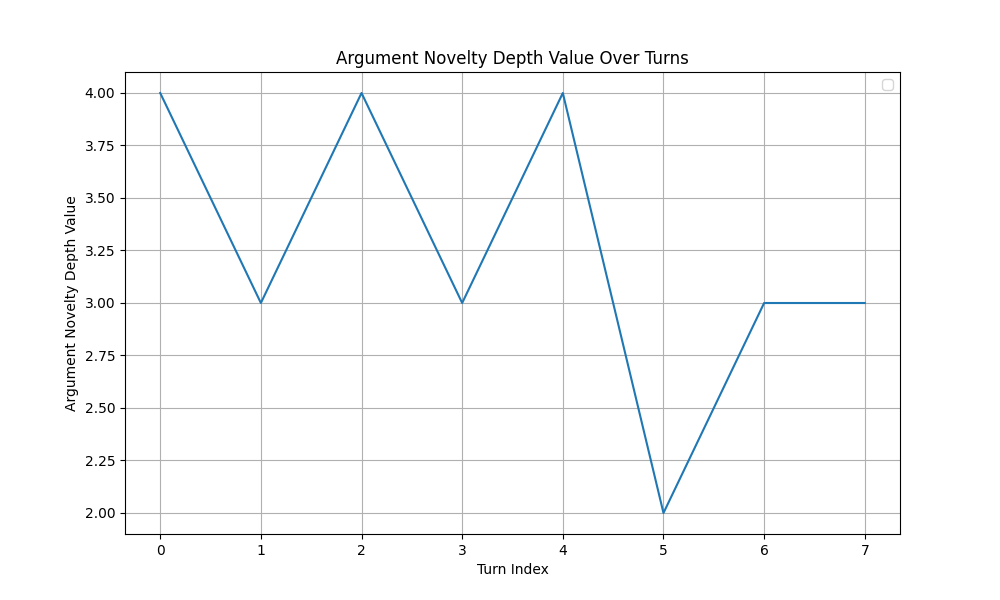 Argument Novelty Depth Value Over Turns
4.00
3.75
3.50
3.25
3.00
2.75
2.50
2.25
2.00
Argument Novelty Depth Value
0 1 2 3 4 5 6 7
Turn Index